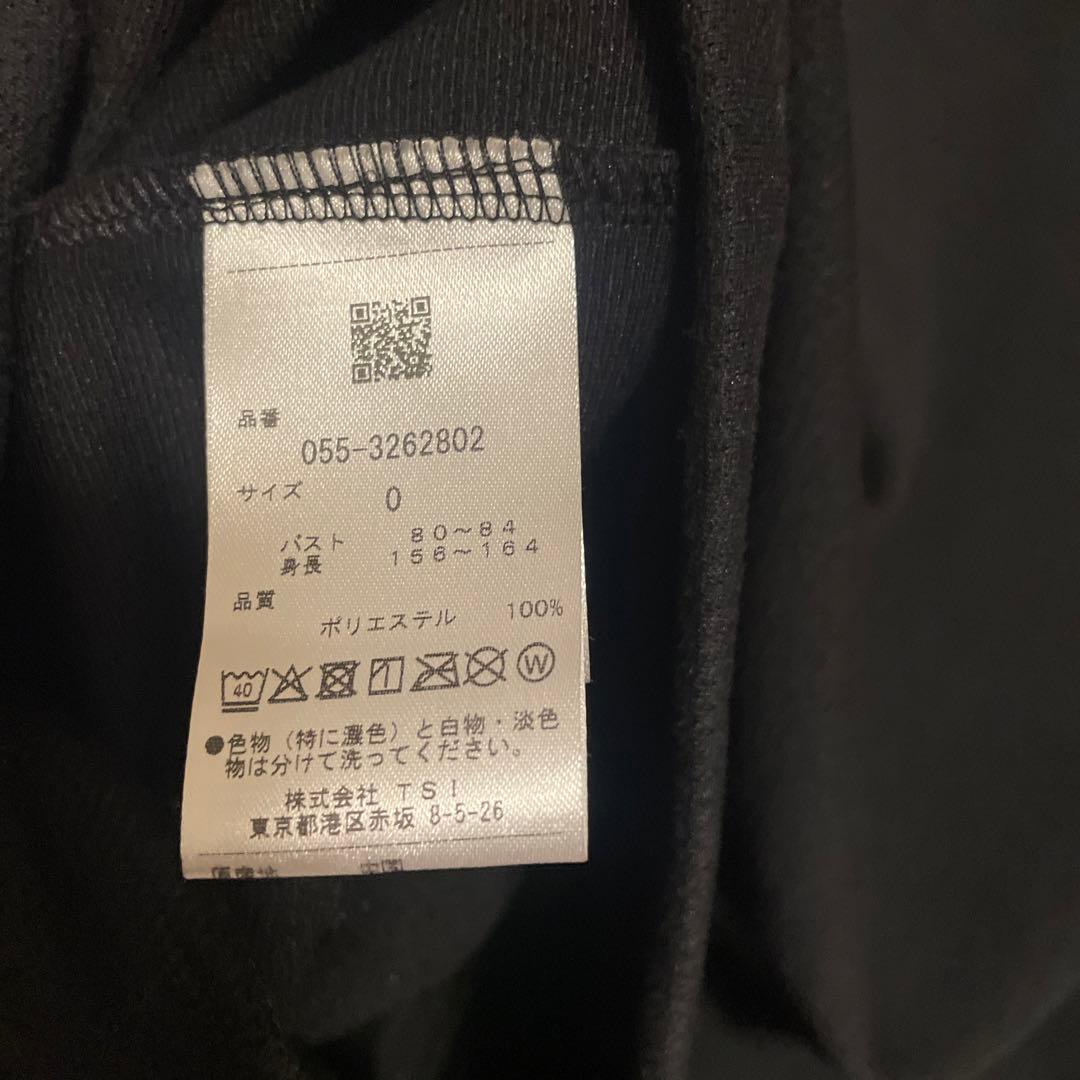 品番
055-3262802
サイズ 0
バスト 80～84
身長 156～164
品質
ポリエステル 100%
40
W
●色物（特に濃色）と白物・淡色
物は分けて洗ってください。
株式会社 TSI
東京都港区赤坂 8-5-26